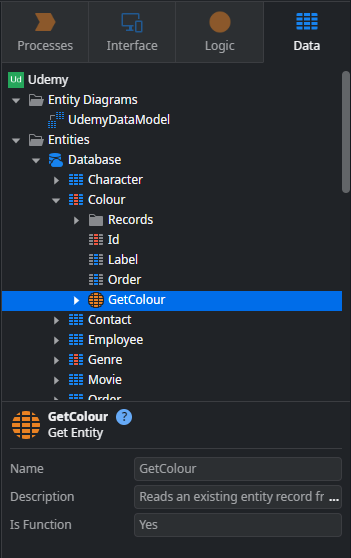 Processes
Interface
Logic
Data
Ud Udemy
Entity Diagrams
UdemyDataModel
Entities
Database
Character
Colour
Records
Id
Label
Order
GetColour
Contact
Employee
Genre
Movie
Order
GetColour ?
Get Entity
Name GetColour
Description Reads an existing entity record fr ...
Is Function Yes